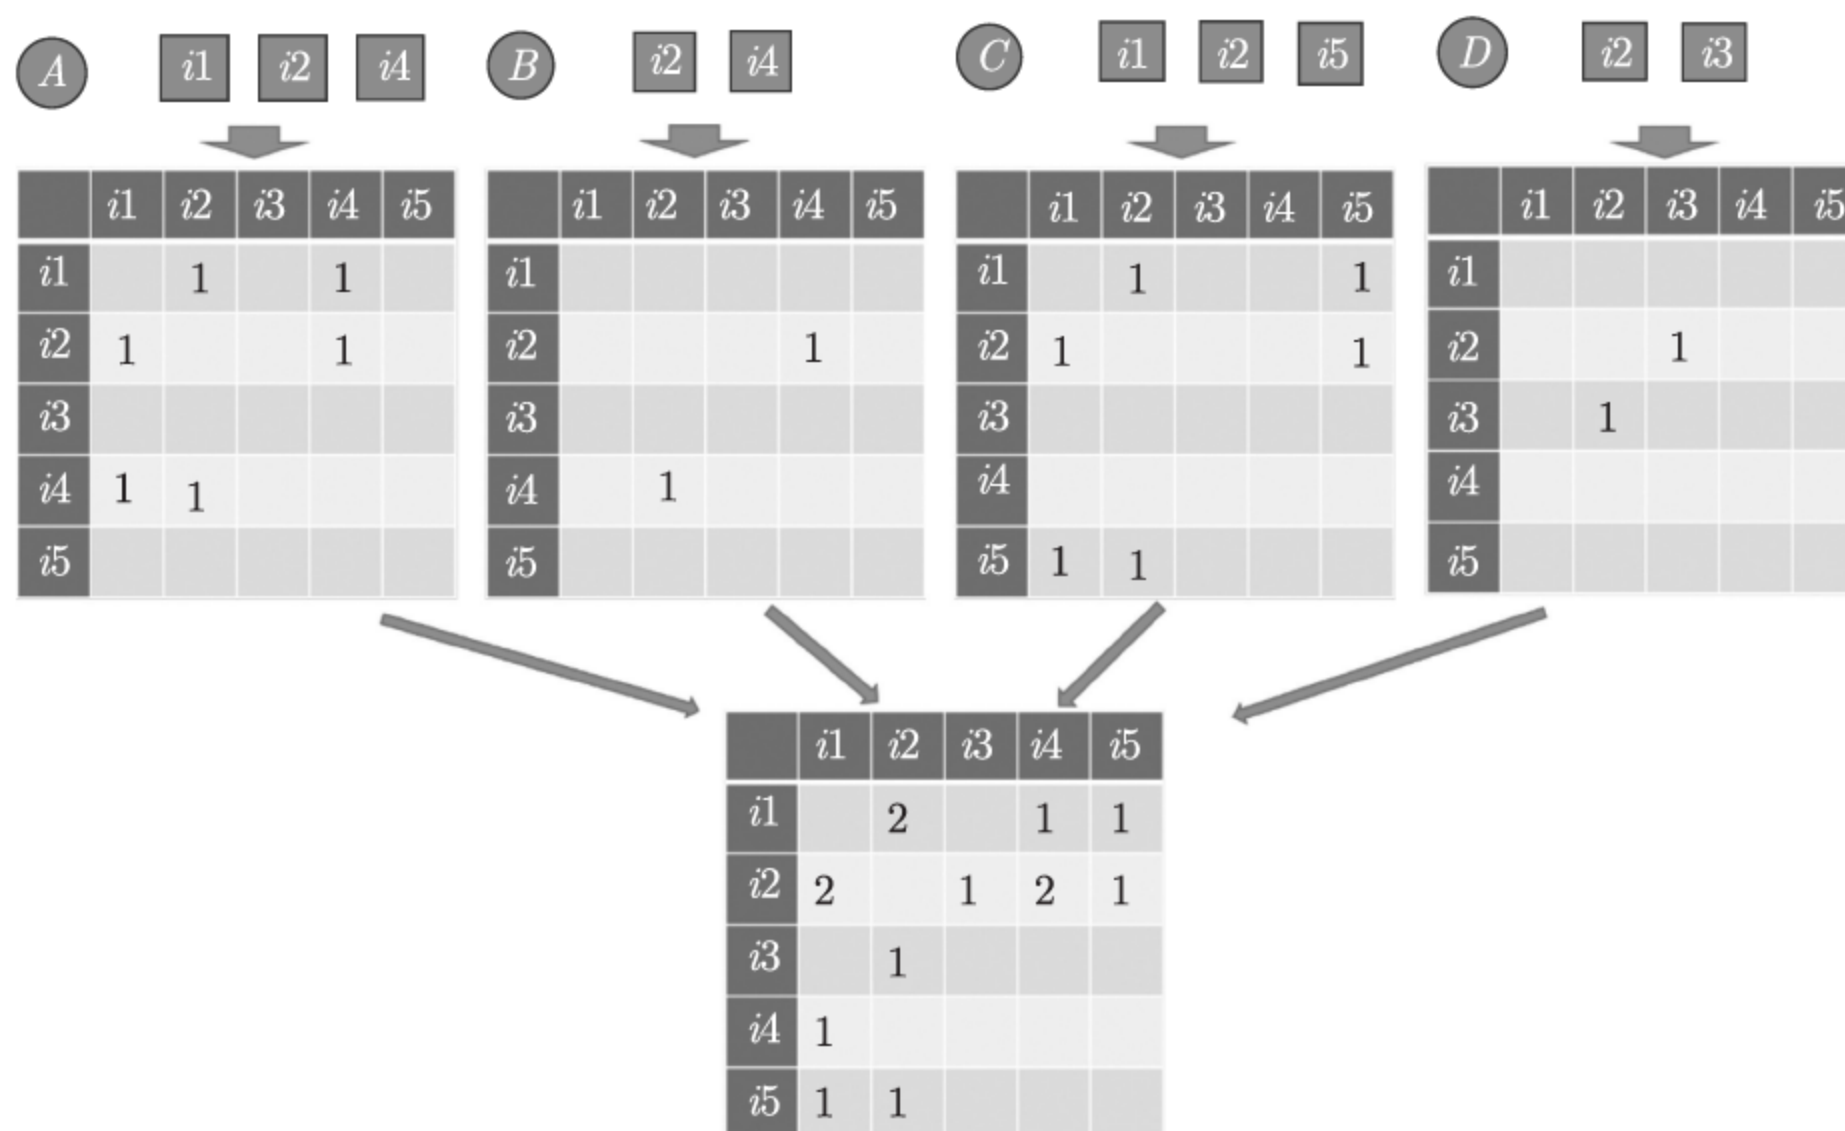 A i1 i2 i4 B i2 i4 C i1 i2 i5 D i2 i3
i1 i2 i3 i4 i5
i1 1 1
i2 1 1
i3
i4 1 1
i5
i1 i2 i3 i4 i5
i1
i2 1
i3
i4 1
i5
i1 i2 i3 i4 i5
i1 1 1
i2 1 1
i3
i4
i5 1 1
i1 i2 i3 i4 i5
i1
i2 1
i3 1
i4
i5
i1 i2 i3 i4 i5
i1 2 1 1
i2 2 1 2 1
i3 1
i4 1
i5 1 1